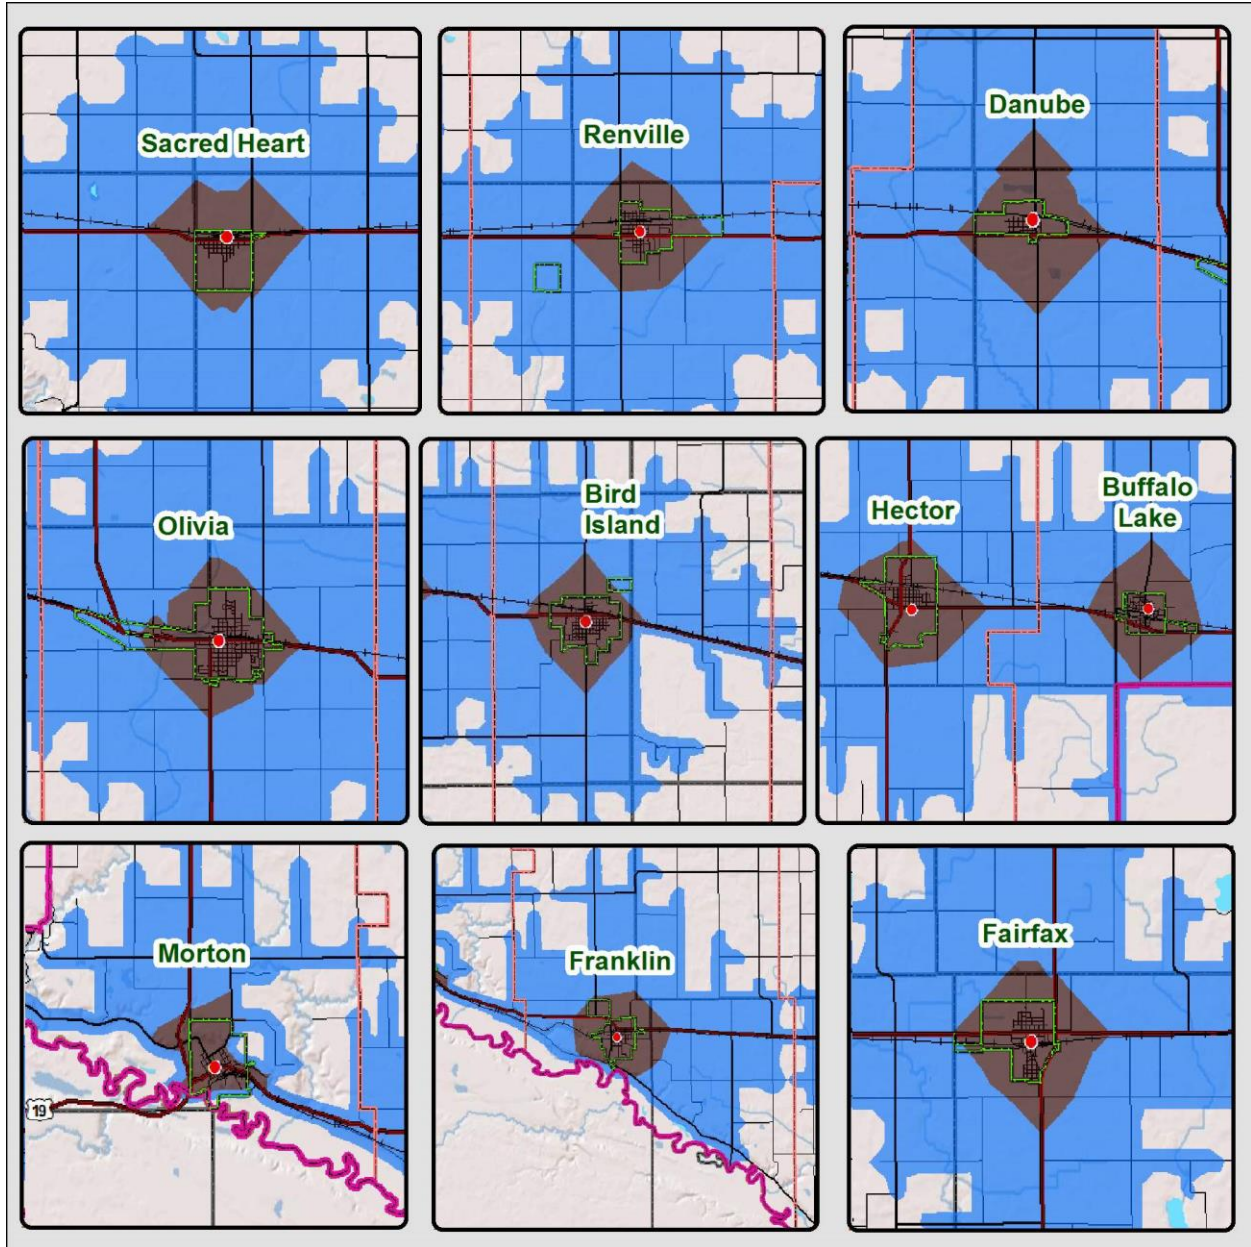 Sacred Heart
Renville
Danube
Olivia
Bird
Island
Hector
Buffalo
Lake
Morton
19
Franklin
Fairfax